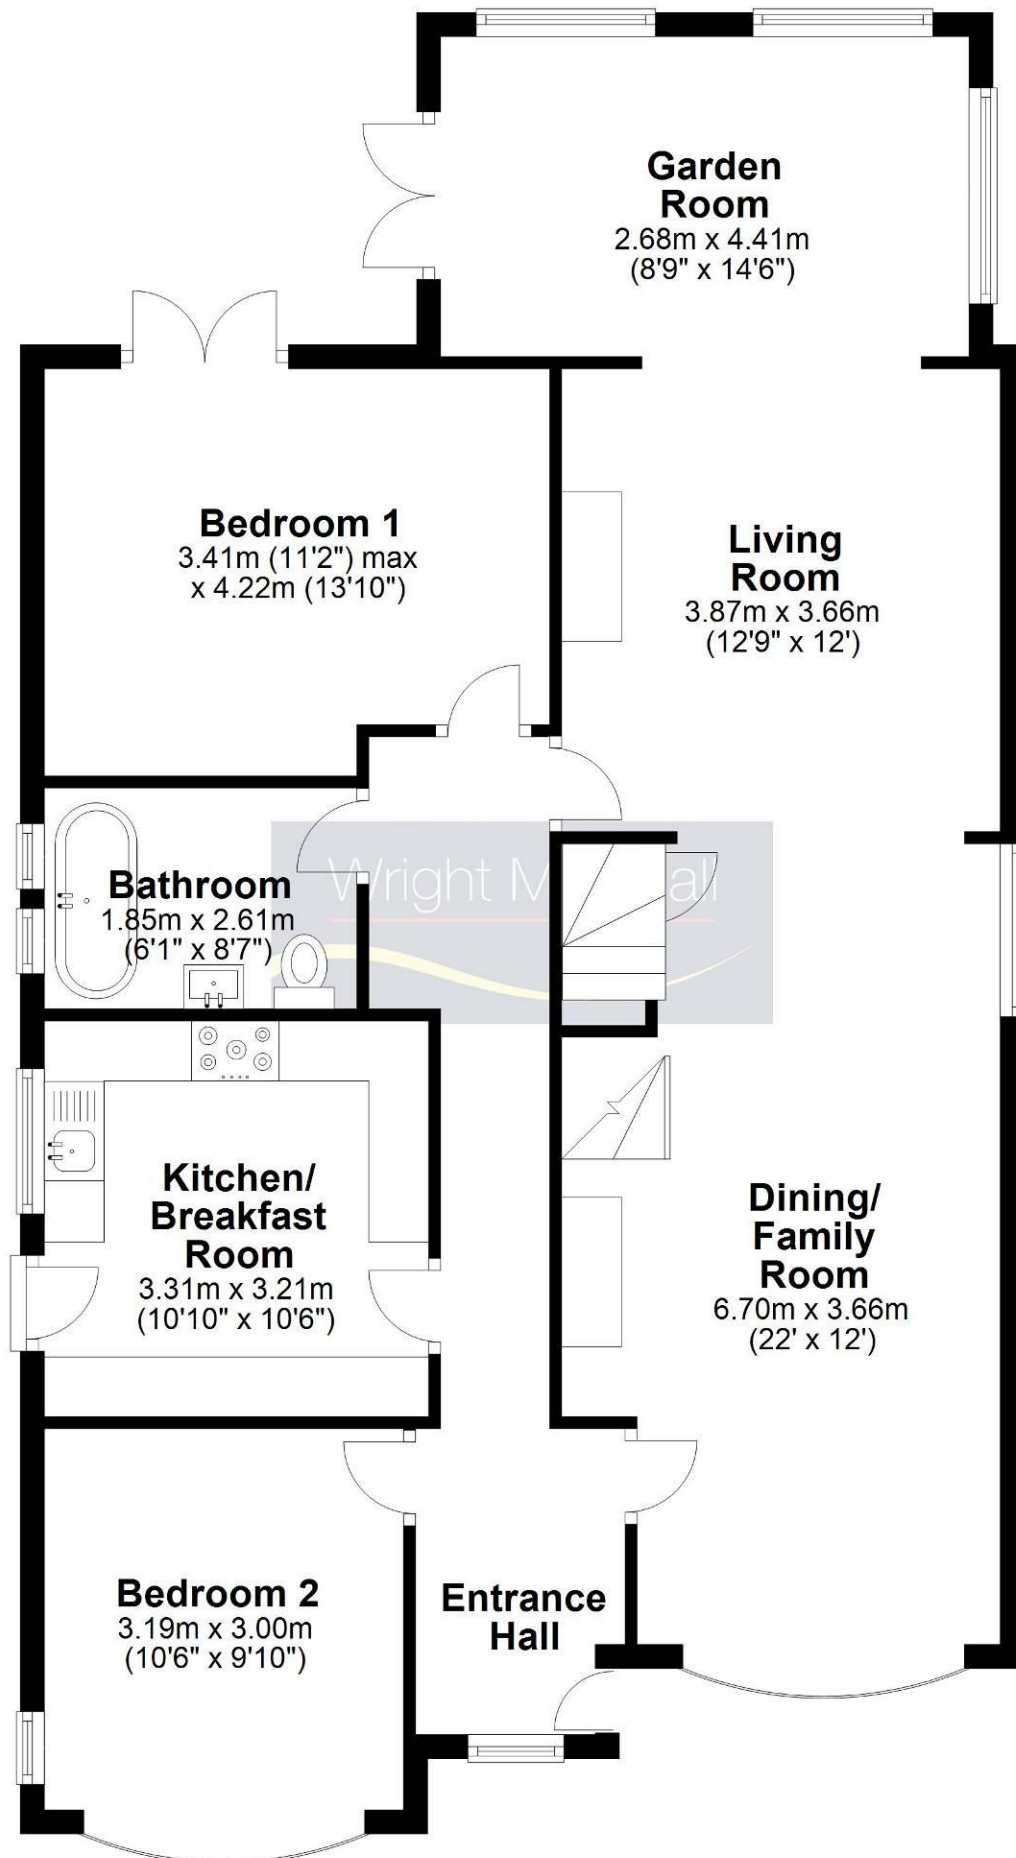 Garden
Room
2.68m x 4.41m
(8'9" x 14'6")
Bedroom 1
3.41m (11'2") max
x 4.22m (13'10")
Living
Room
3.87m x 3.66m
(12'9" x 12')
Wright
Bathroom
1.85m x 2.61m
(6'1" x 8'7")
Kitchen/
Breakfast
Room
3.31m x 3.21m
(10'10" x 10'6")
Dining/
Family
Room
6.70m x 3.66m
(22' x 12')
Bedroom 2
3.19m x 3.00m
(10'6" x 9'10")
Entrance
Hall